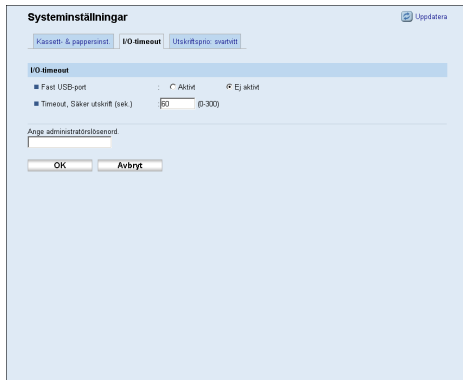 Systeminställningar
Uppdatera
Kassett- & pappersinst. I/O-timeout Utskriftsprio: svartvitt
I/O-timeout
Fast USB-port : Aktivt Ej aktivt
Timeout, Säker utskrift (sek.) : 60 (0-300)
Ange administratörslösenord.
OK Avbryt